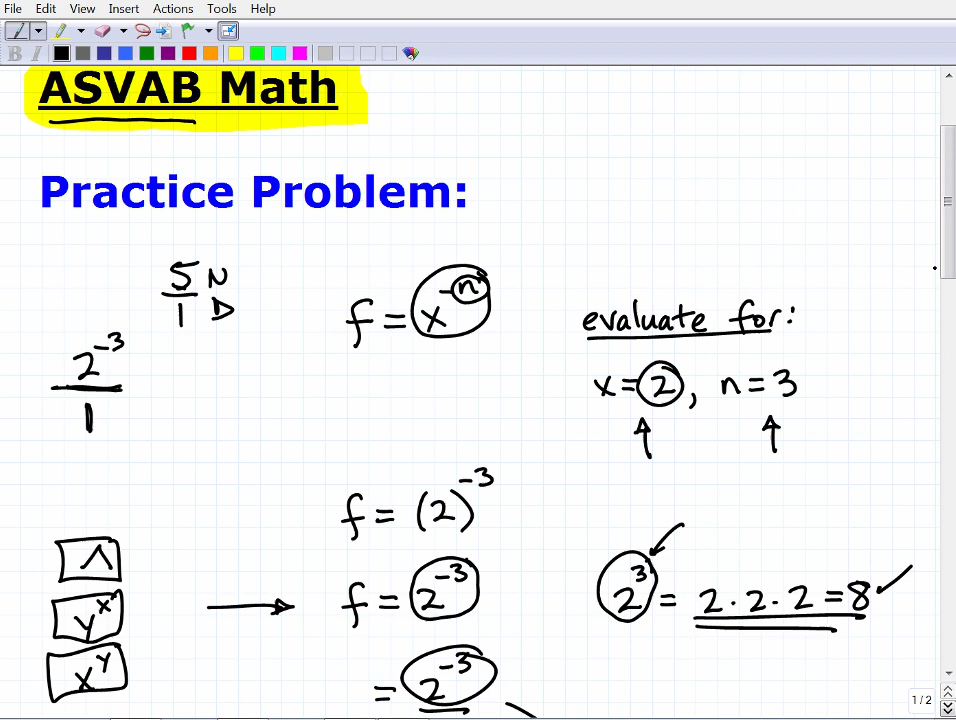 File Edit View Insert Actions Tools Help
B I
ASVAB Math
Practice Problem:
5 N
1 D
f = x^-n
evaluate for:
2^-3
1
x = 2, n = 3
f = (2)^-3
^
f = 2^-3
2^3 = 2 · 2 · 2 = 8
y^x
x^y
= 2^-3
1 / 2